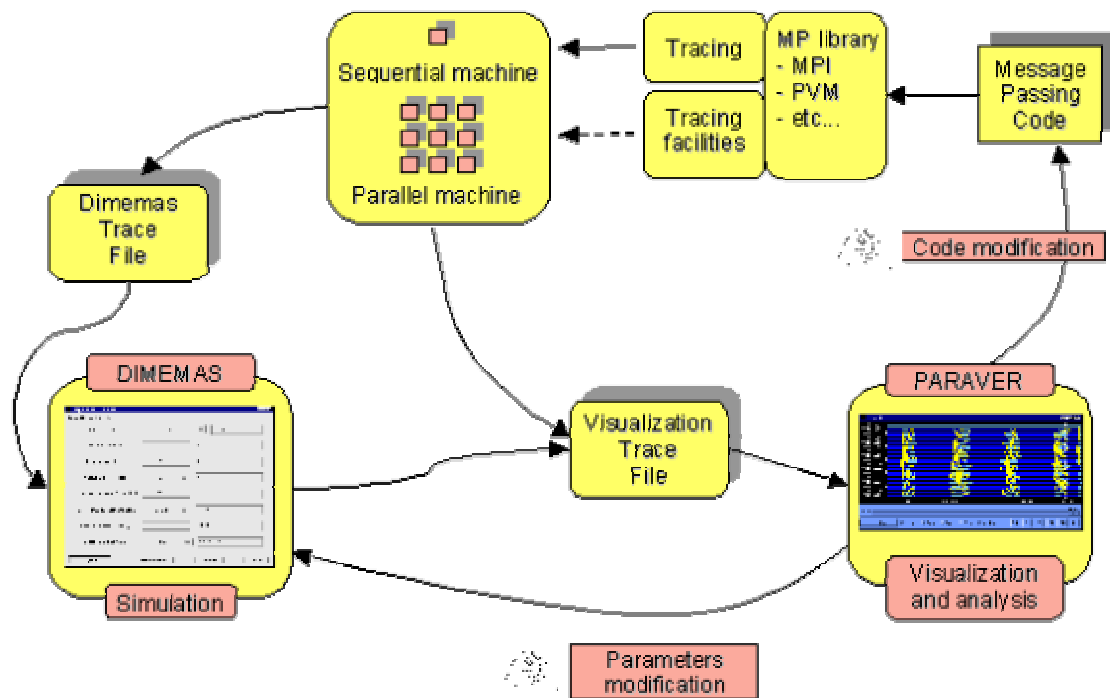 Sequential machine
Parallel machine
Tracing
Tracing
facilities
MP library
- MPI
- PVM
- etc...
Message
Passing
Code
Dimemas
Trace
File
Code modification
DIMEMAS
Simulation
Visualization
Trace
File
PARAVER
Visualization
and analysis
Parameters
modification